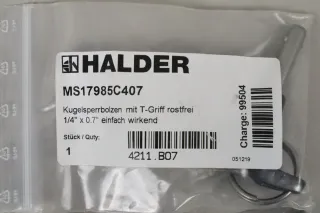 HALDER
MS17985C407
Kugelsperrbolzen mit T-Griff rostfrei
1/4" x 0.7" einfach wirkend
Stück / Quty.
1
4211.B07
Charge: 99504
051219